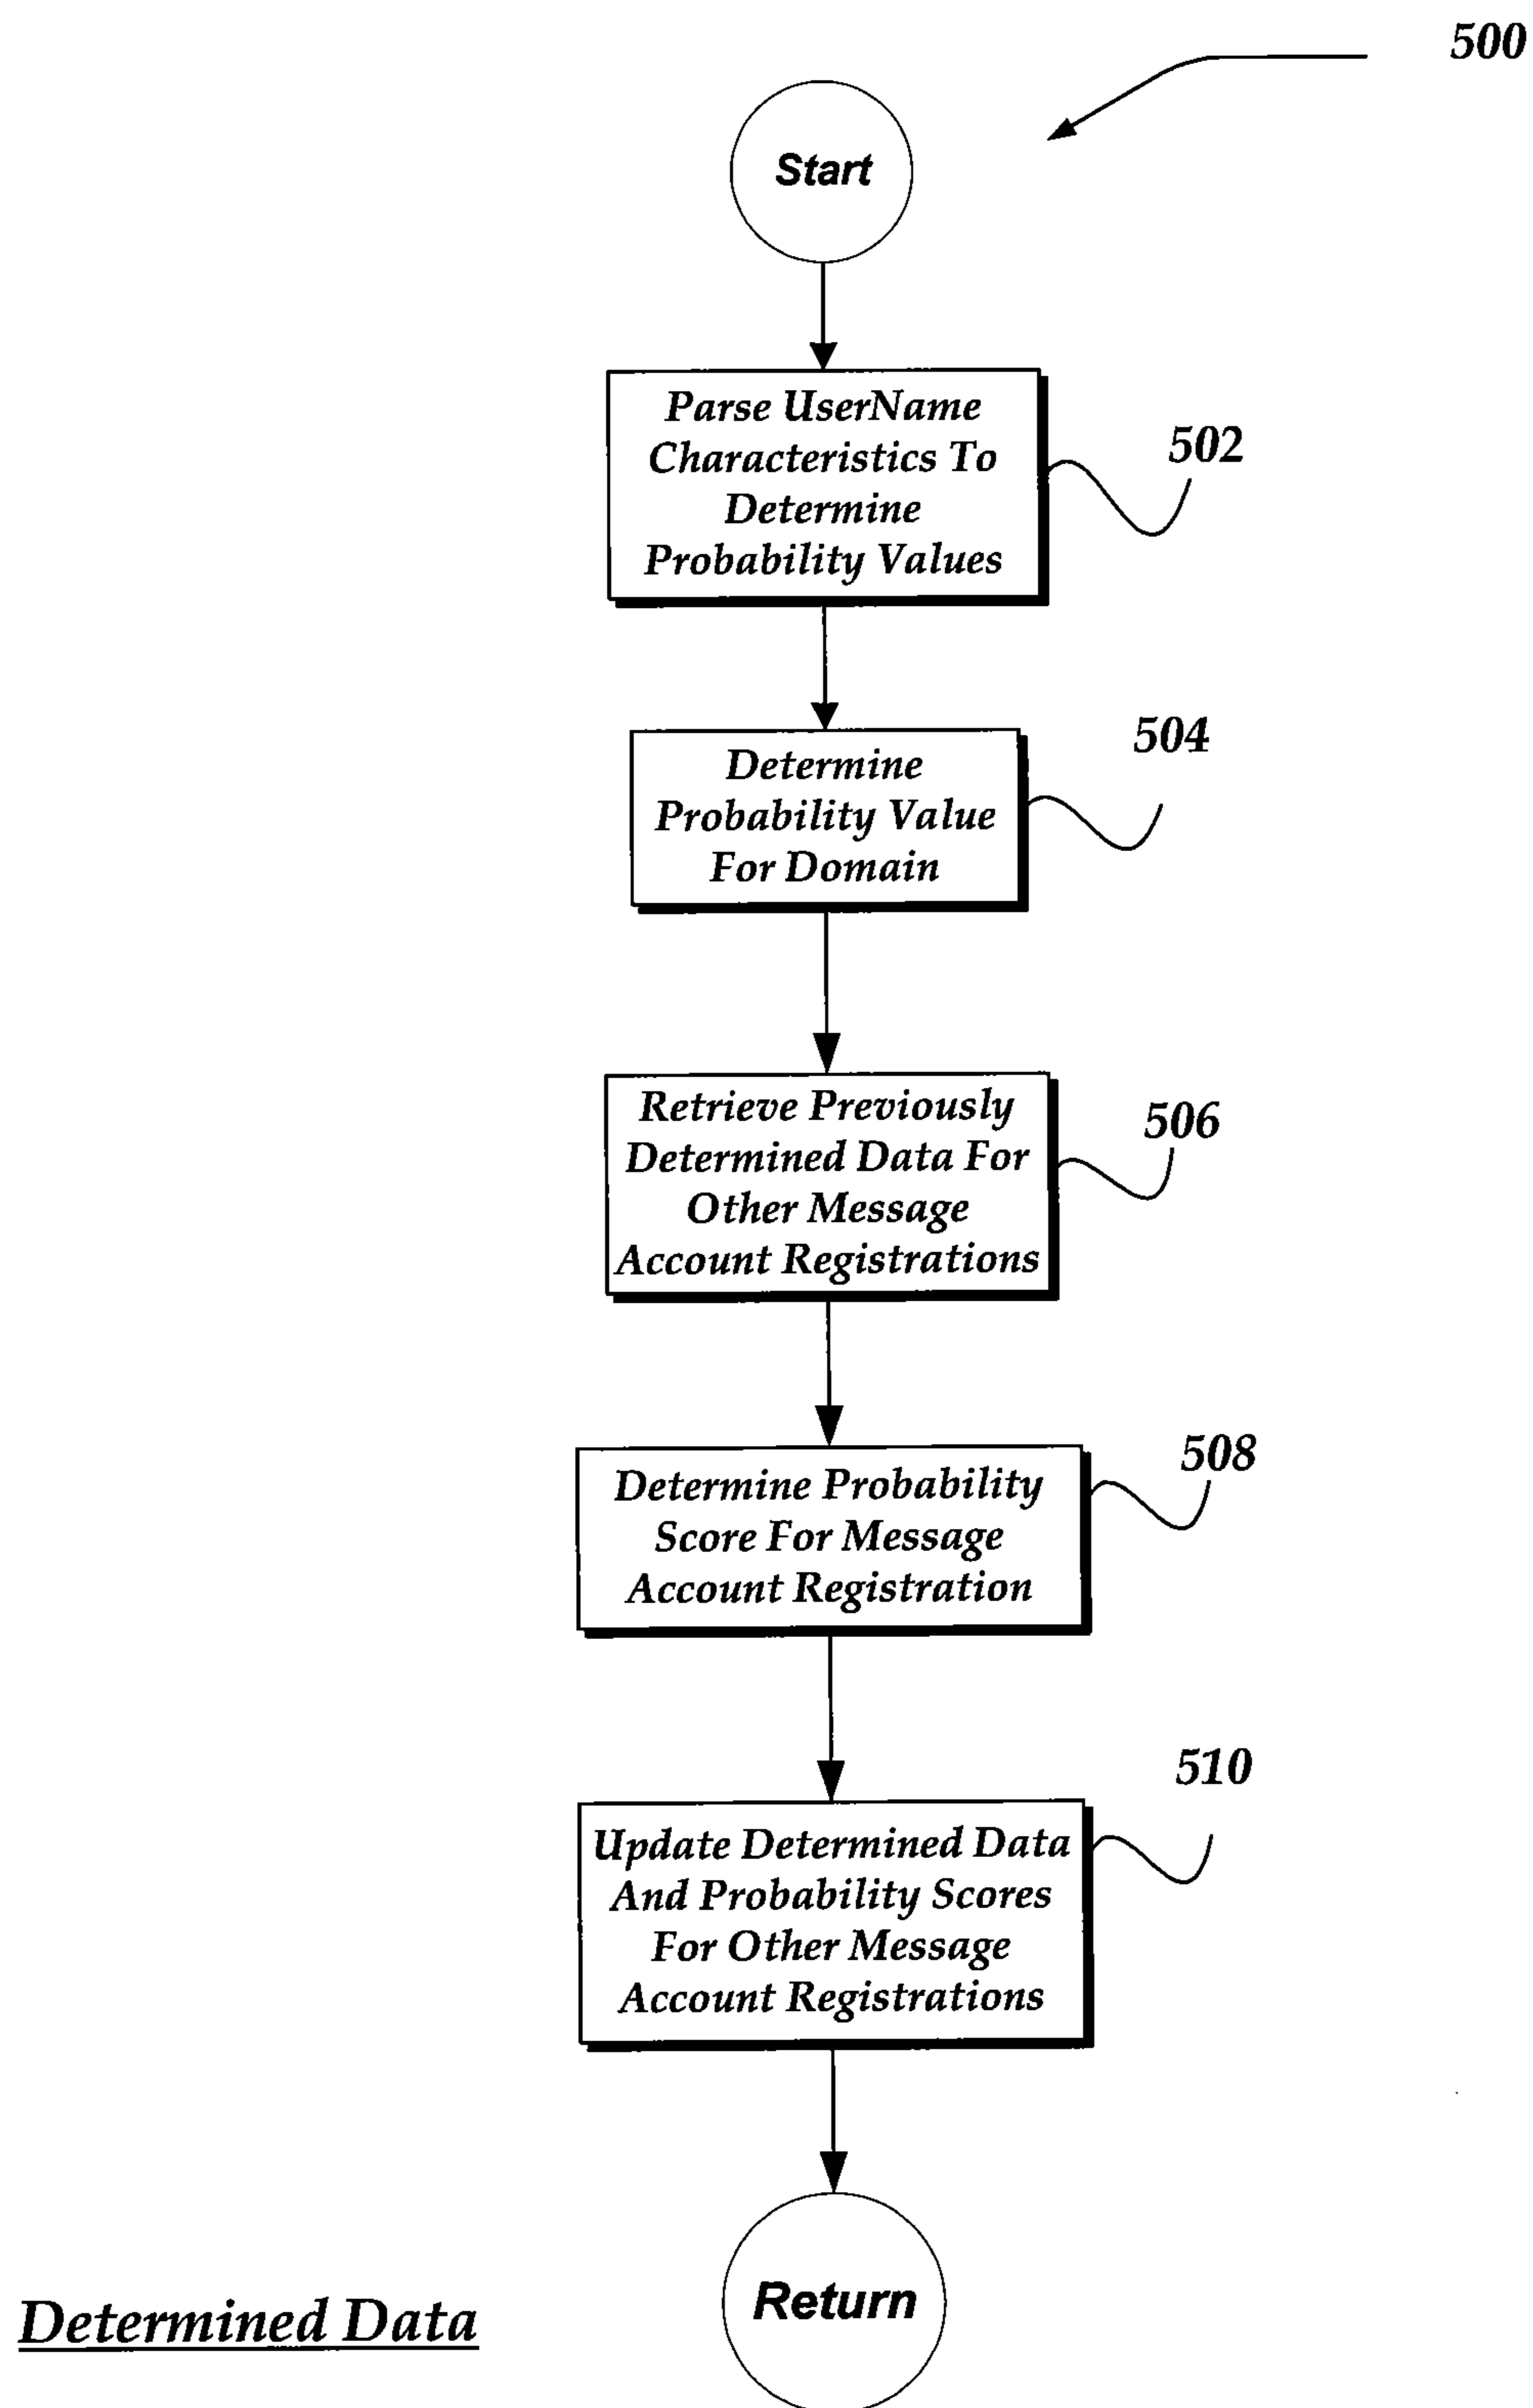 500
Start
Parse UserName
Characteristics To
Determine
Probability Values
502
Determine
Probability Value
For Domain
504
Retrieve Previously
Determined Data For
Other Message
Account Registrations
506
Determine Probability
Score For Message
Account Registration
508
Update Determined Data
And Probability Scores
For Other Message
Account Registrations
510
Return
Determined Data